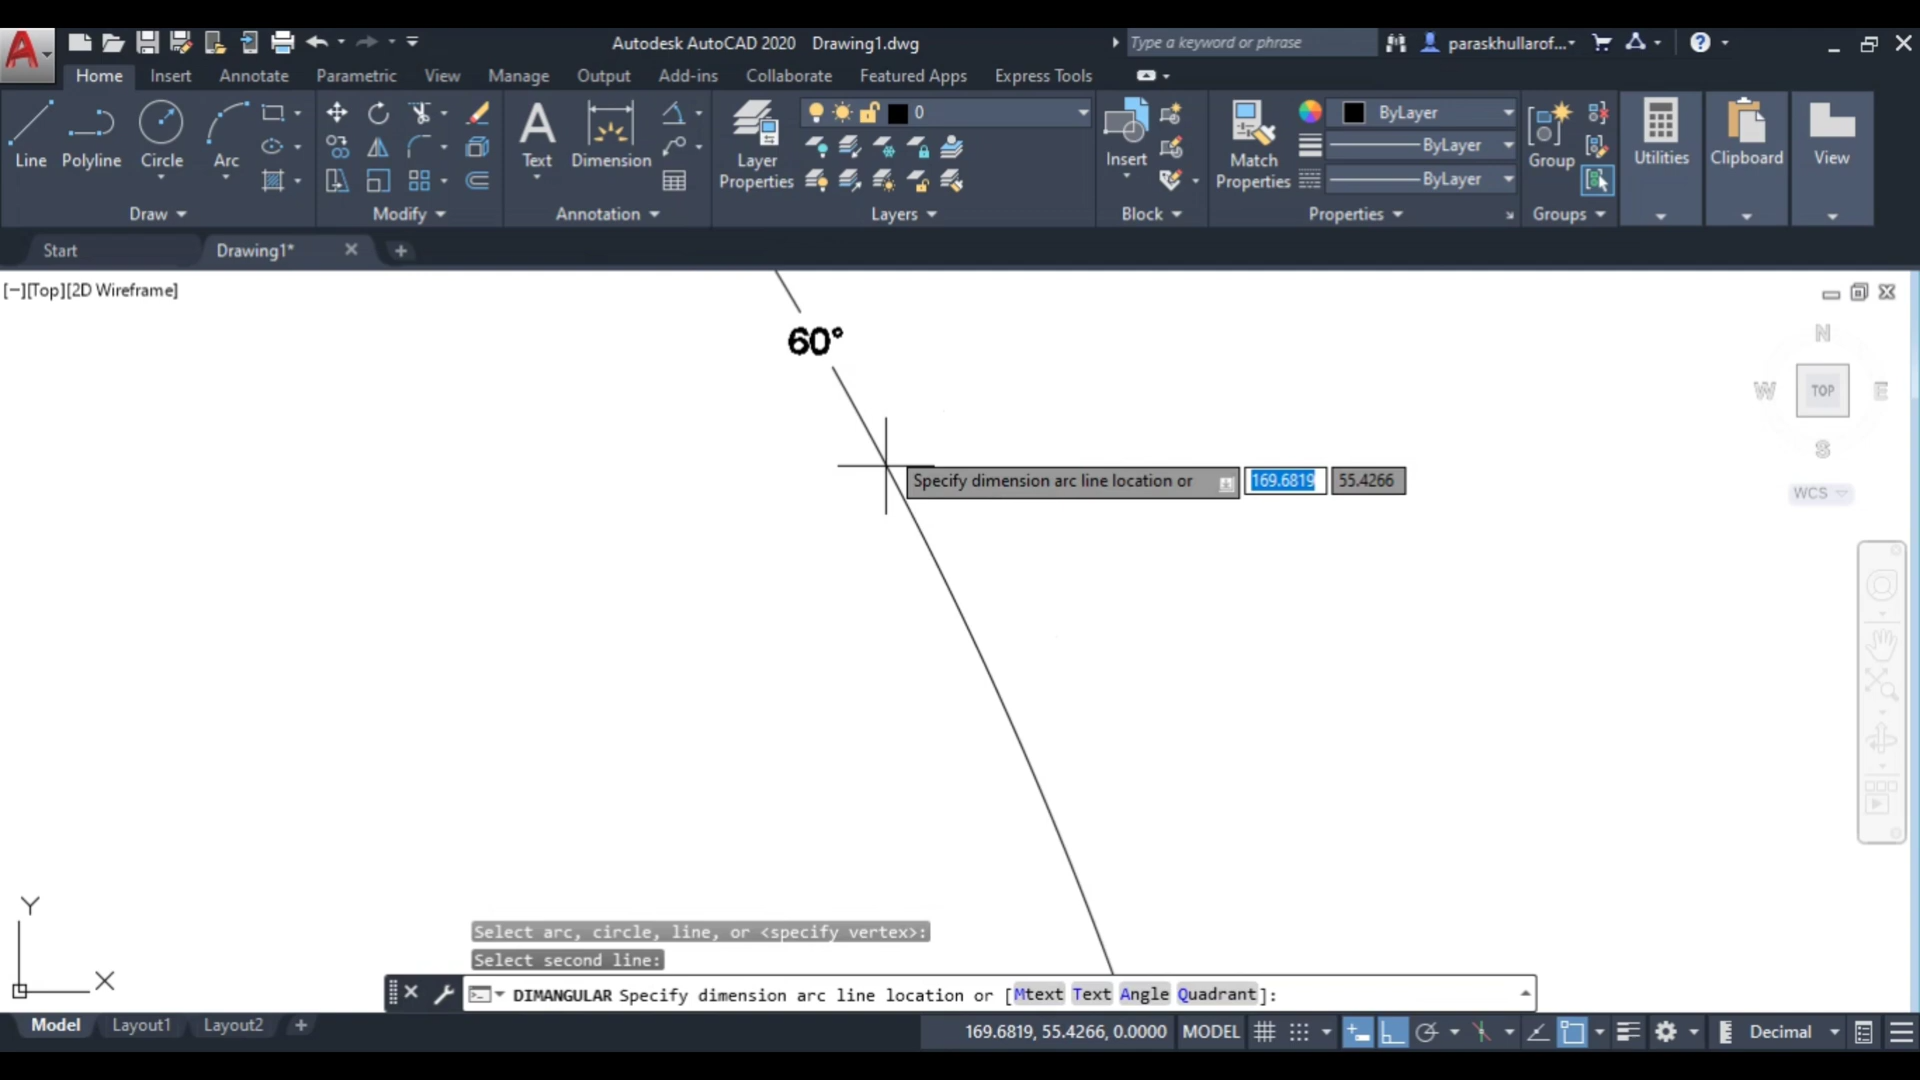 A
Autodesk AutoCAD 2020 Drawing1.dwg
Type a keyword or phrase
paraskhullarof...
Home Insert Annotate Parametric View Manage Output Add-ins Collaborate Featured Apps Express Tools
Line Polyline Circle Arc
Draw
Modify
A
Text Dimension
Annotation
Layer
Properties
0
Layers
Insert
Block
Match
Properties
ByLayer
ByLayer
ByLayer
Properties
Group
Groups
Utilities
Clipboard
View
Start Drawing1*
[−][Top][2D Wireframe]
60°
Specify dimension arc line location or 169.6819 55.4266
N
W TOP E
S
WCS
Select arc, circle, line, or <specify vertex>:
Select second line:
Y
X
DIMANGULAR Specify dimension arc line location or [Mtext Text Angle Quadrant]:
Model Layout1 Layout2 +
169.6819, 55.4266, 0.0000 MODEL Decimal